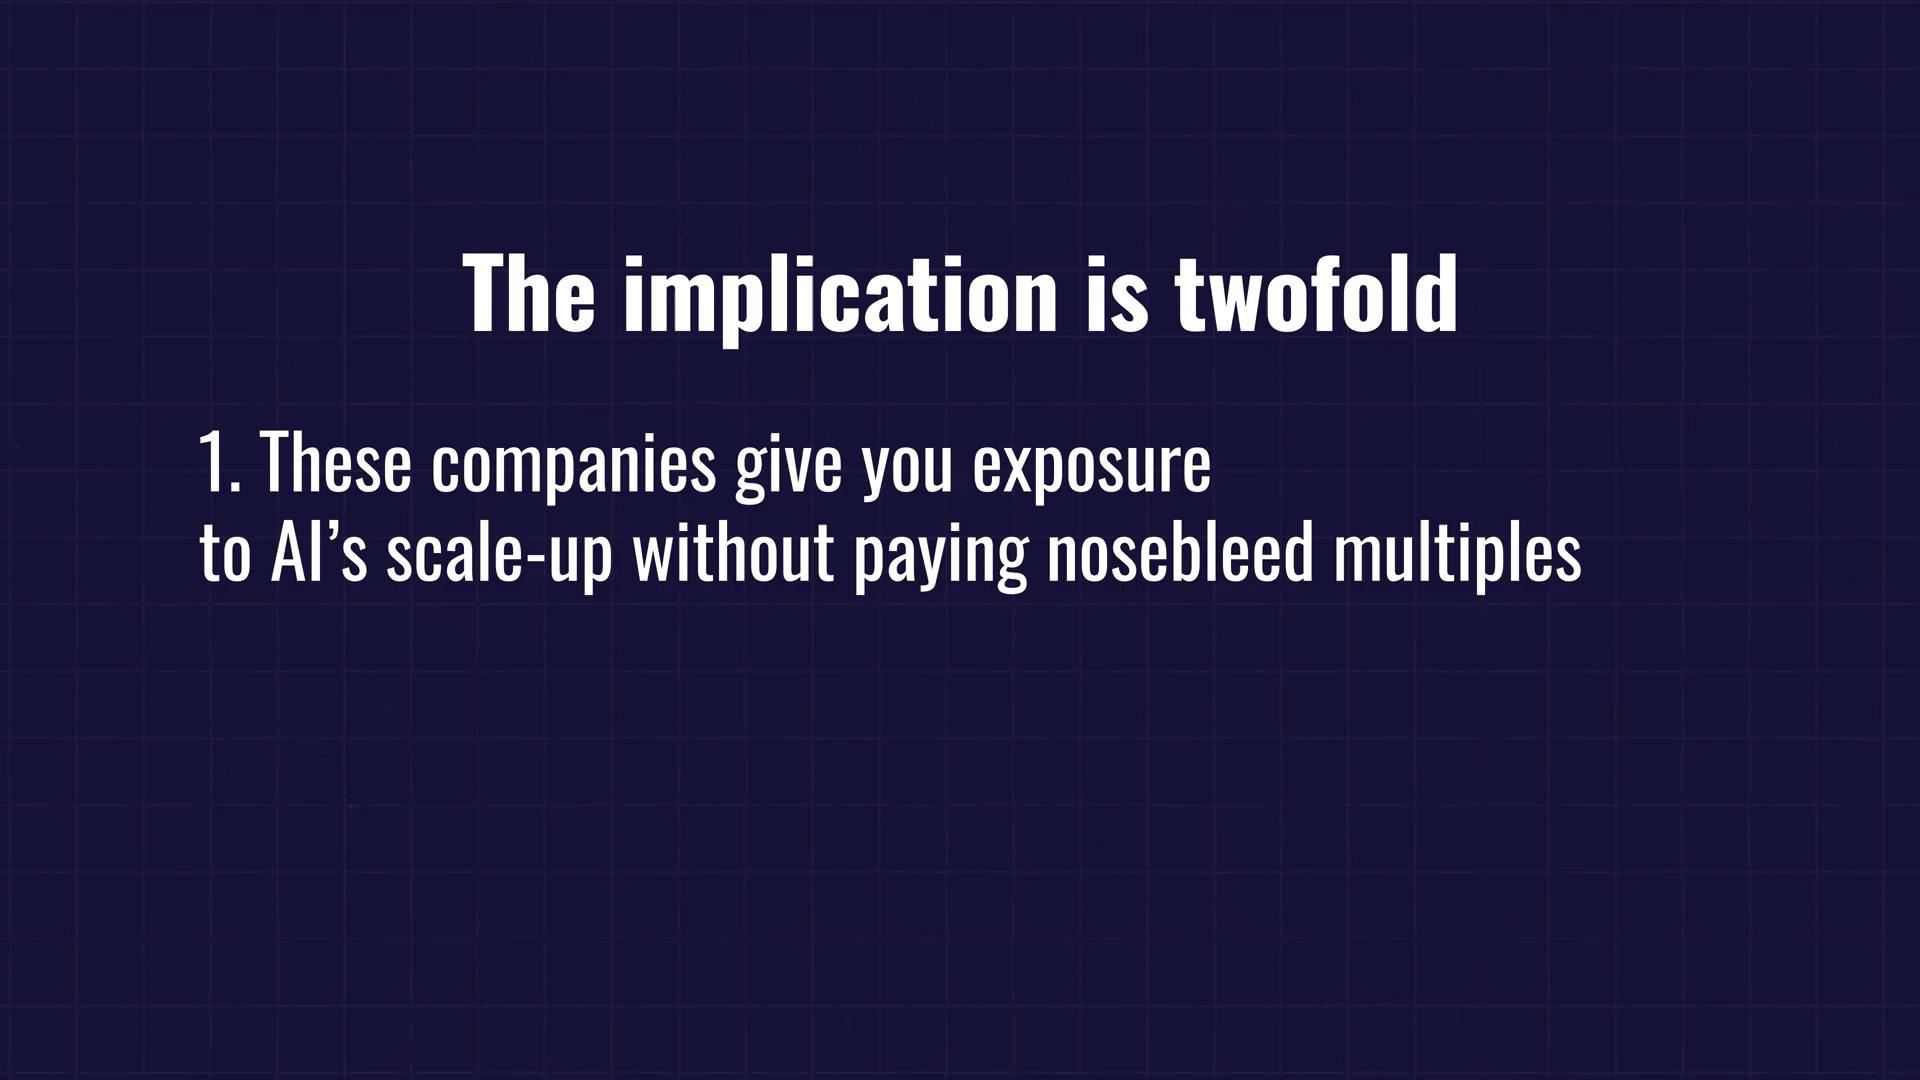 The implication is twofold
1. These companies give you exposure
to AI’s scale-up without paying nosebleed multiples